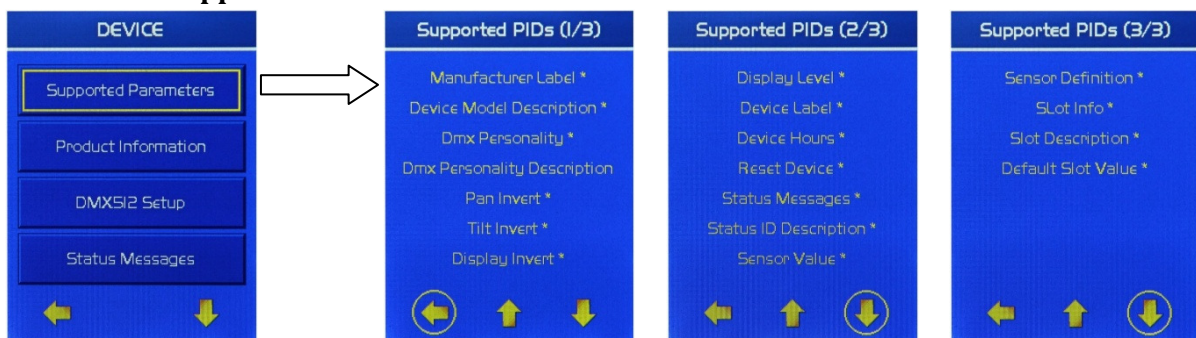 DEVICE
Supported Parameters
Product Information
DMX512 Setup
Status Messages
Supported PIDs (1/3)
Manufacturer Label *
Device Model Description *
Dmx Personality *
Dmx Personality Description
Pan Invert *
Tilt Invert *
Display Invert *
Supported PIDs (2/3)
Display Level *
Device Label *
Device Hours *
Reset Device *
Status Messages *
Status ID Description *
Sensor Value *
Supported PIDs (3/3)
Sensor Definition *
SLot Info *
Slot Description *
Default Slot Value *